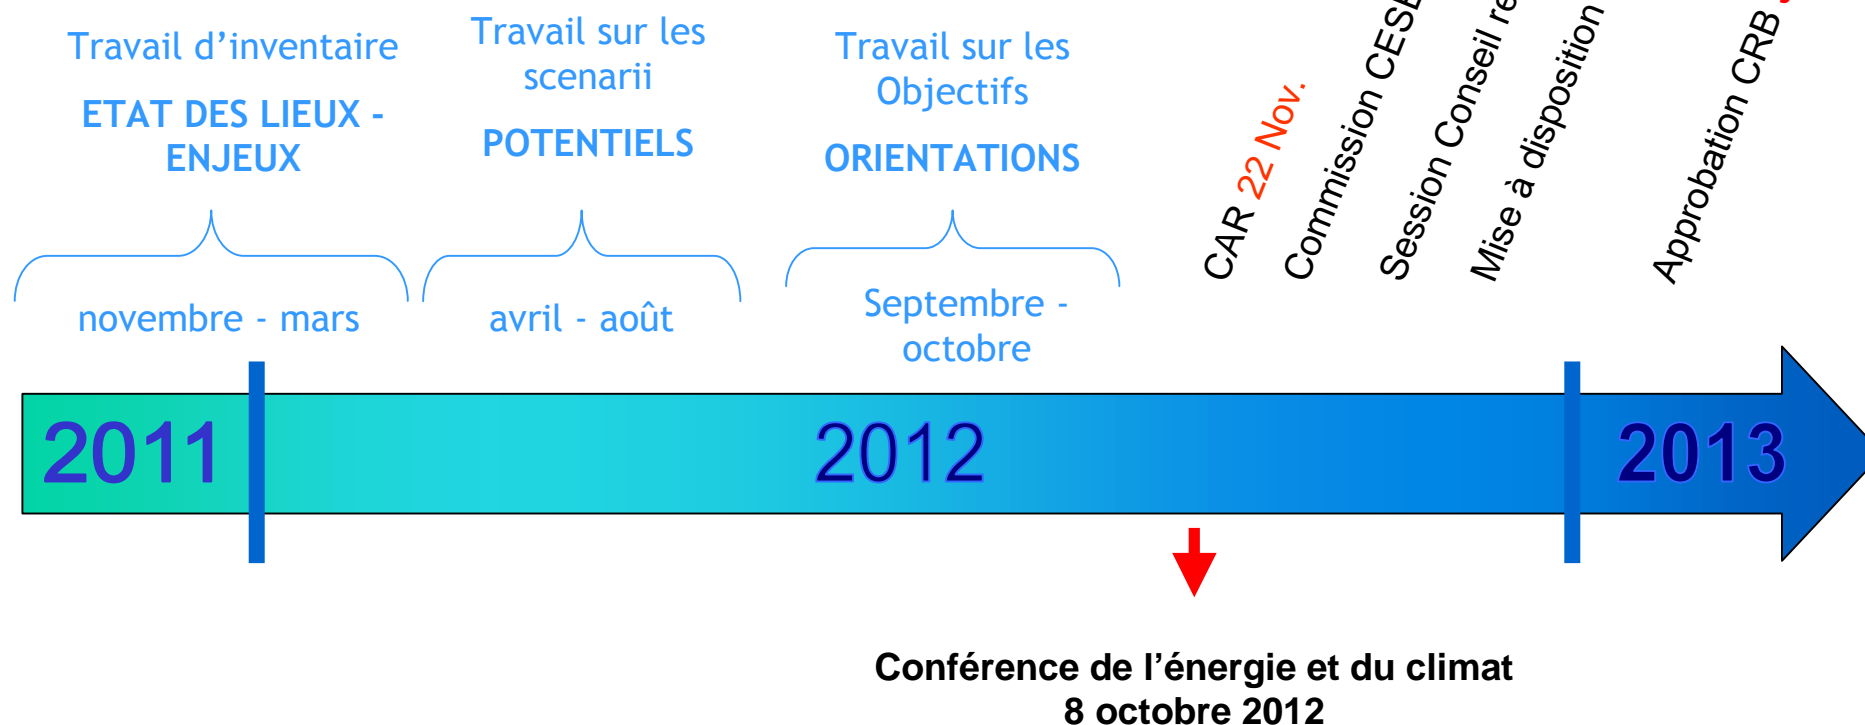 Travail d’inventaire
ETAT DES LIEUX -
ENJEUX
novembre - mars
Travail sur les
scenarii
POTENTIELS
avril - août
Travail sur les
Objectifs
ORIENTATIONS
Septembre -
octobre
CAR 22 Nov.
Commission
Session Conseil
Mise à disposition
Approbation CRB
2011
2012
2013
Conférence de l’énergie et du climat
8 octobre 2012